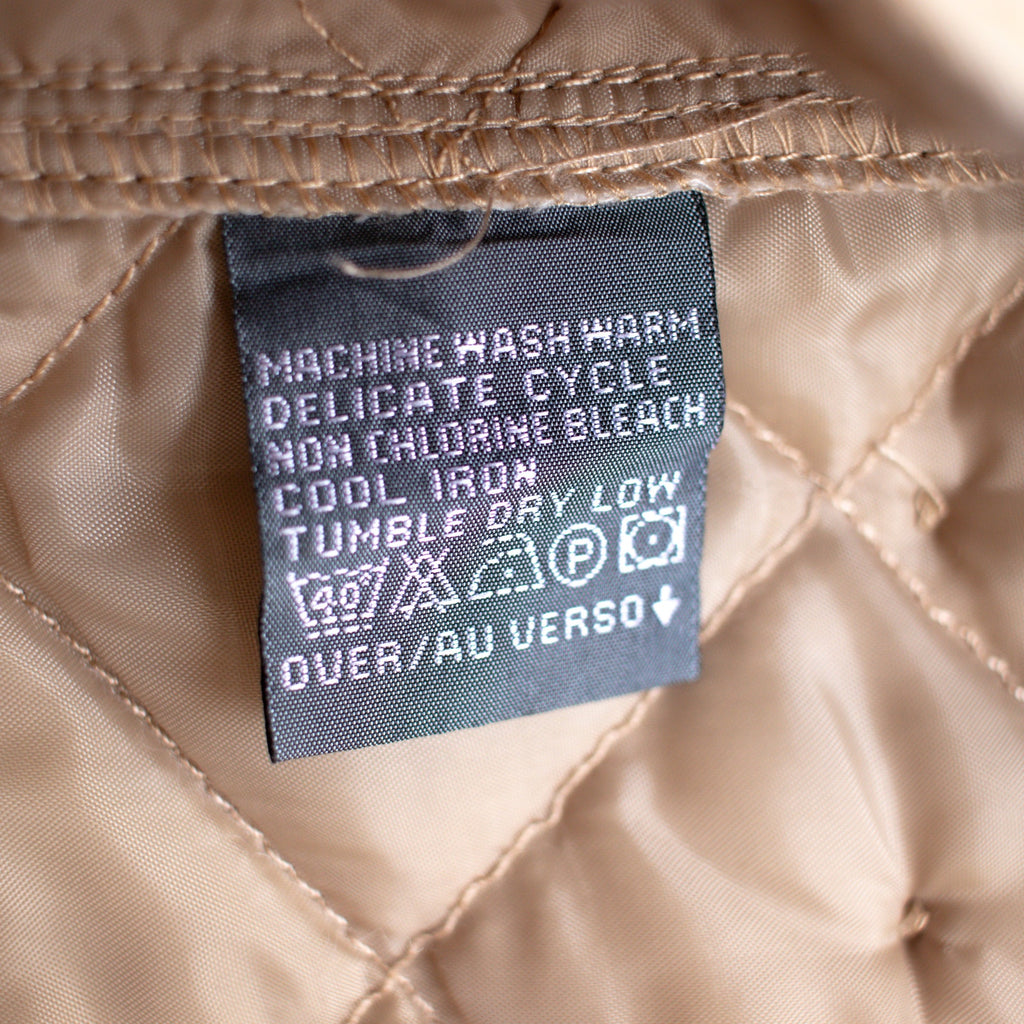 MACHINE WASH WARM
DELICATE CYCLE
NON CHLORINE BLEACH
COOL IRON
TUMBLE DRY LOW
40° P
OVER/AU VERSO